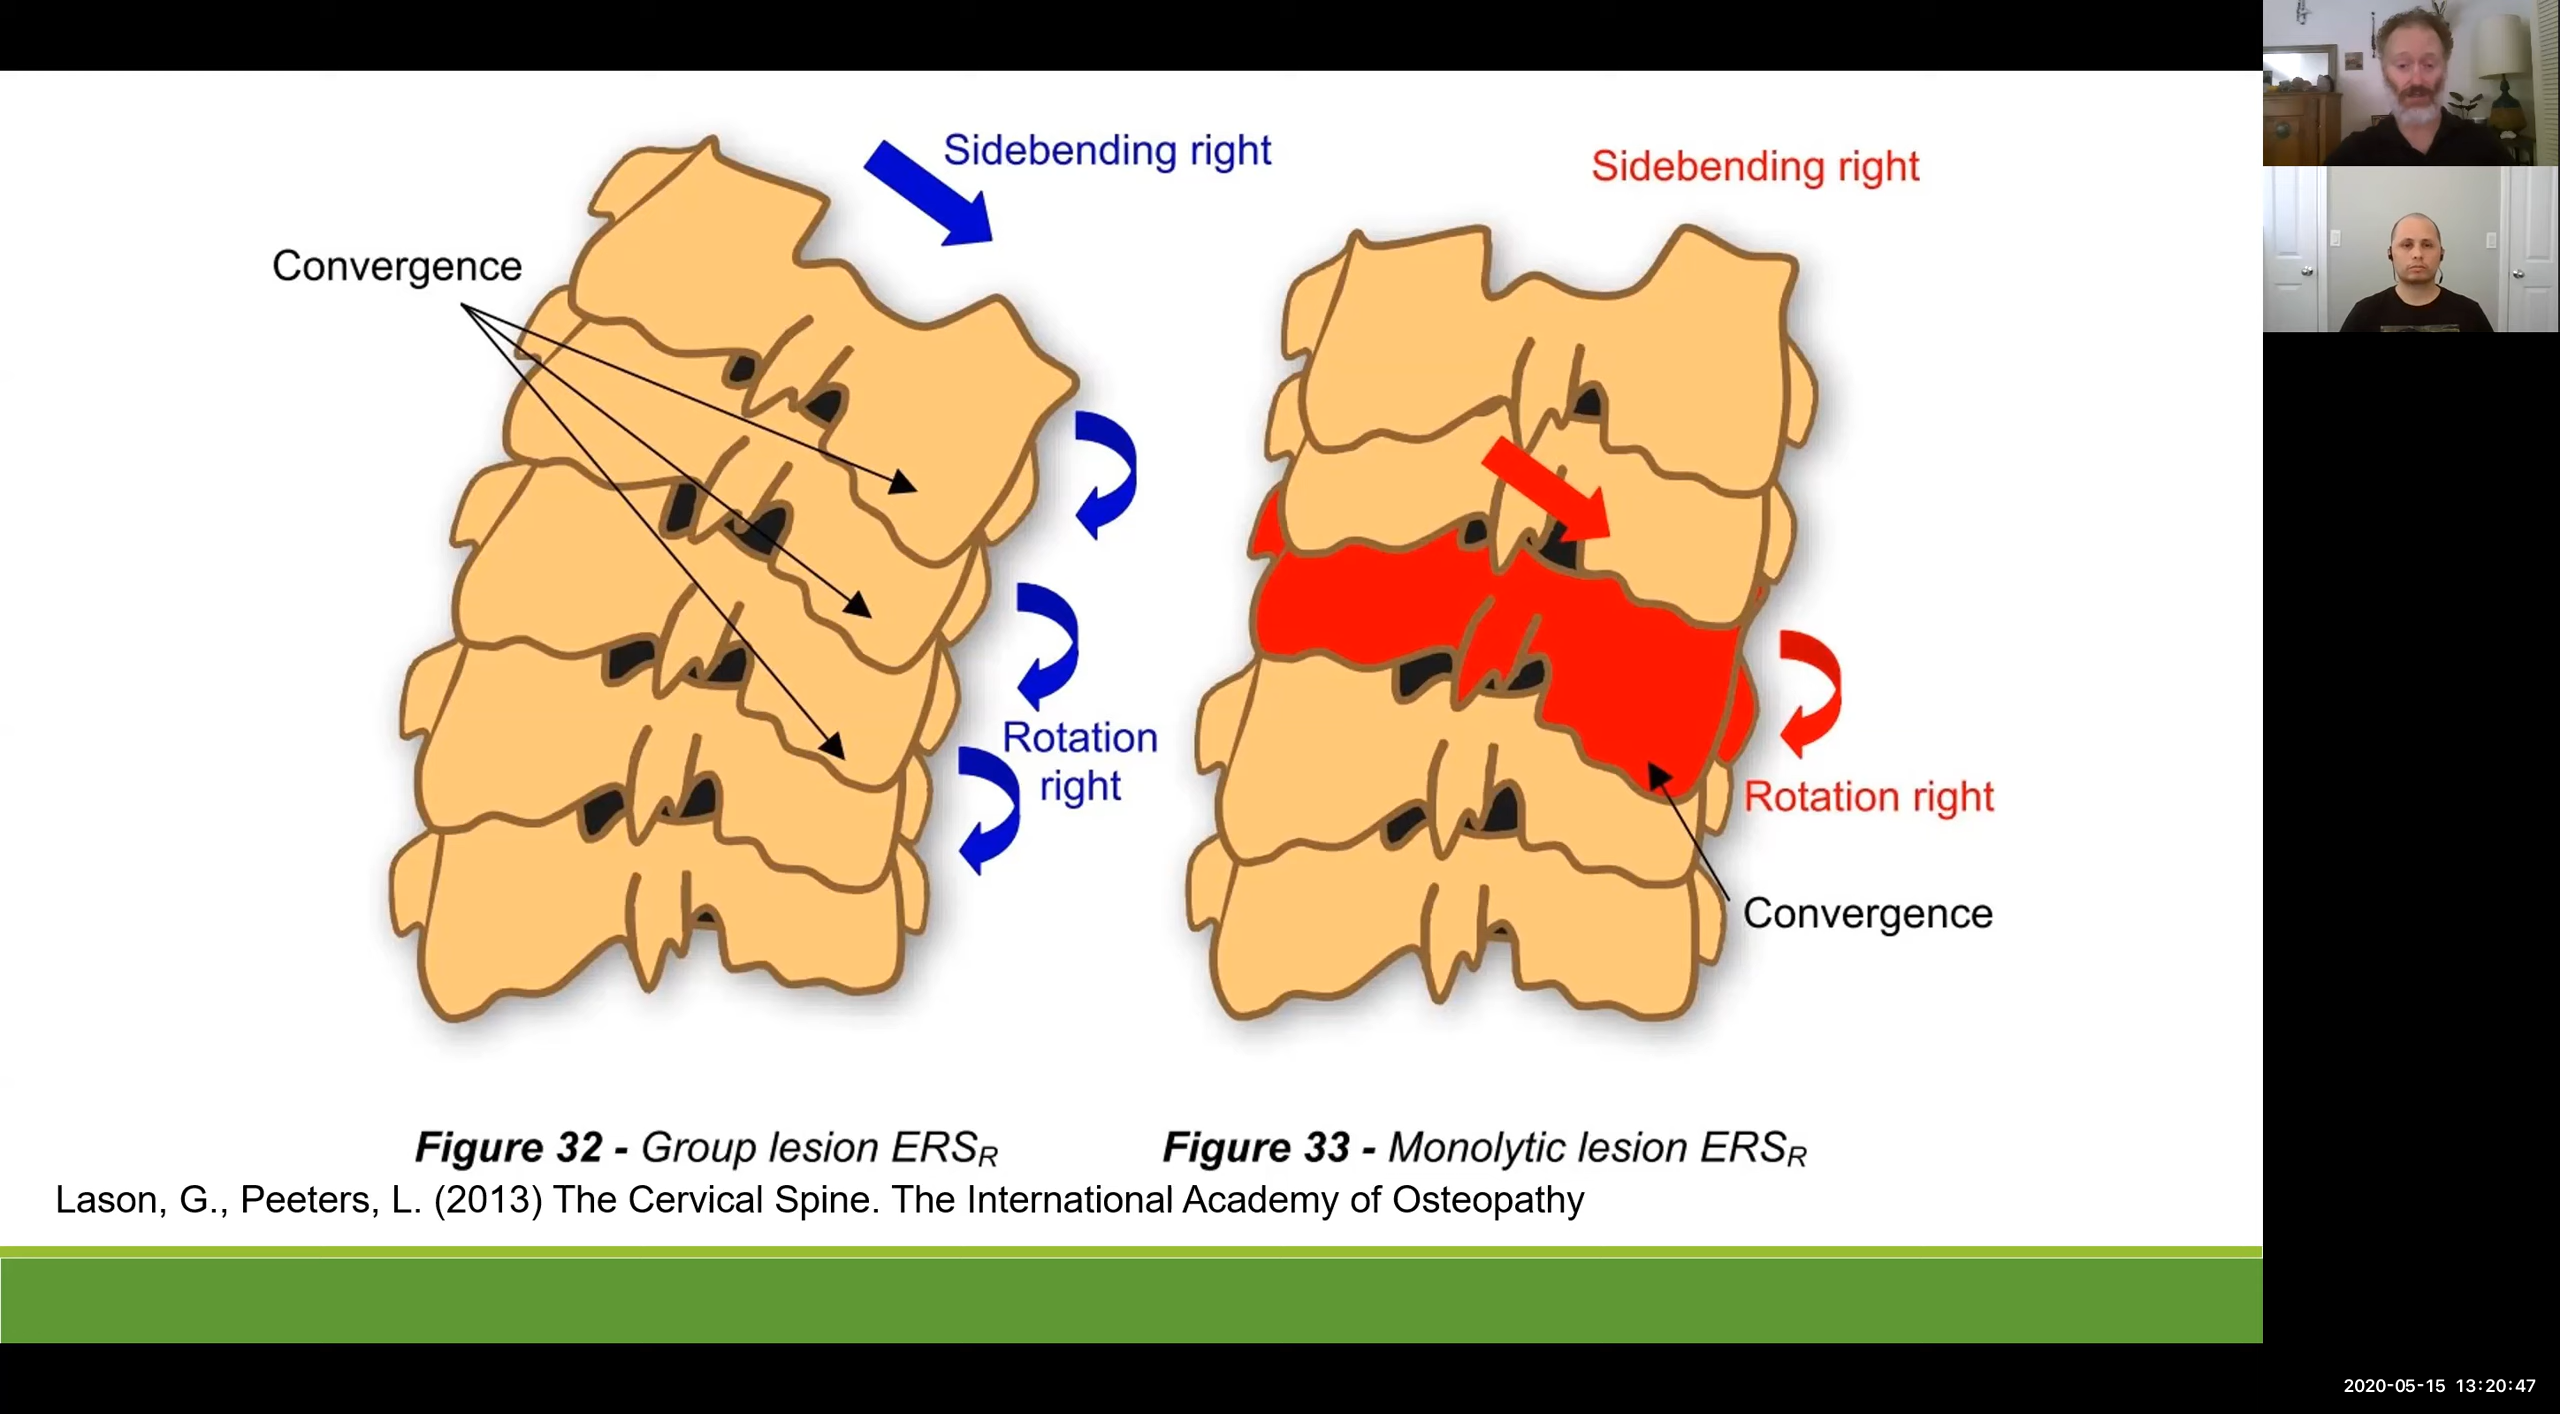 Sidebending right
Sidebending right
Convergence
Rotation
right
Rotation right
Convergence
Figure 32 - Group lesion ERSR
Figure 33 - Monolytic lesion ERSR
Lason, G., Peeters, L. (2013) The Cervical Spine. The International Academy of Osteopathy
2020-05-15 13:20:47